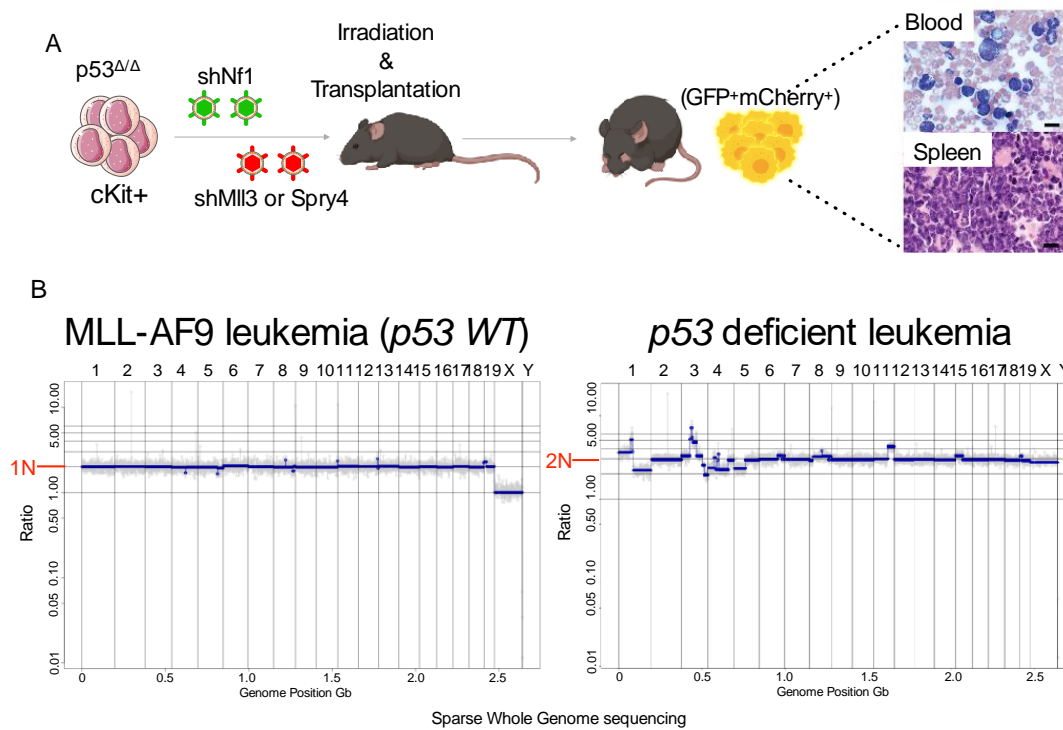 A
p53Δ/Δ
cKit+
shNf1
shMll3 or Spry4
Irradiation
&
Transplantation
(GFP+mCherry+)
Blood
Spleen
B
MLL-AF9 leukemia (p53 WT)
1 2 3 4 5 6 7 8 9 10 11 12 13 14 15 16 17 18 19 X Y
10.00
5.00
1N
1.00
0.50
0.10
0.05
0.01
Ratio
0 0.5 1.0 1.5 2.0 2.5
Genome Position Gb
p53 deficient leukemia
1 2 3 4 5 6 7 8 9 10 11 12 13 14 15 16 17 18 19 X Y
10.00
5.00
2N
1.00
0.50
0.10
0.05
0.01
Ratio
0 0.5 1.0 1.5 2.0 2.5
Genome Position Gb
Sparse Whole Genome sequencing